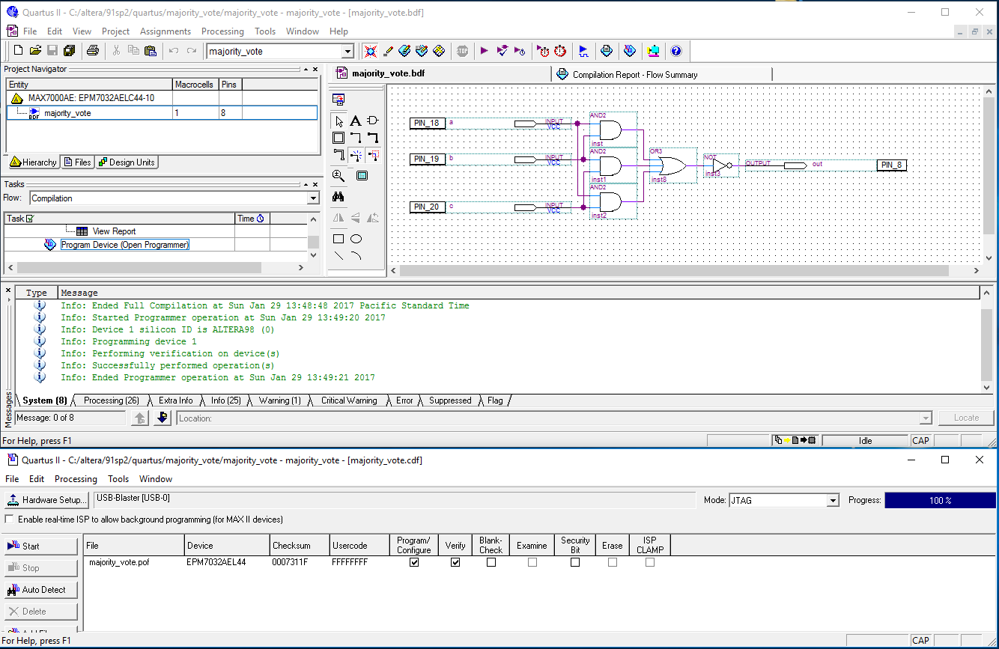 Quartus II - C:/altera/91sp2/quartus/majority_vote/majority_vote - majority_vote - [majority_vote.bdf]
File Edit View Project Assignments Processing Tools Window Help
majority_vote
STOP
Project Navigator
Entity Macrocells Pins
MAX7000AE: EPM7032AELC44-10
BDF majority_vote 1 8
Hierarchy Files Design Units
Tasks
Flow: Compilation
Task Time
View Report
Program Device (Open Programmer)
majority_vote.bdf Compilation Report - Flow Summary
A
PIN_18 a INPUT VCC
PIN_19 b INPUT VCC
PIN_20 c INPUT VCC
AND2 inst
AND2 inst1
AND2 inst2
OR3 inst8
NOT inst3
OUTPUT out PIN_8
Type Message
Info: Ended Full Compilation at Sun Jan 29 13:48:48 2017 Pacific Standard Time
Info: Started Programmer operation at Sun Jan 29 13:49:20 2017
Info: Device 1 silicon ID is ALTERA98 (0)
Info: Programming device 1
Info: Performing verification on device(s)
Info: Successfully performed operation(s)
Info: Ended Programmer operation at Sun Jan 29 13:49:21 2017
Messages
System (8) Processing (26) Extra Info Info (25) Warning (1) Critical Warning Error Suppressed Flag
Message: 0 of 8 Location: Locate
For Help, press F1 Idle CAP
Quartus II - C:/altera/91sp2/quartus/majority_vote/majority_vote - majority_vote - [majority_vote.cdf]
File Edit Processing Tools Window
Hardware Setup... USB-Blaster [USB-0] Mode: JTAG Progress: 100 %
Enable real-time ISP to allow background programming (for MAX II devices)
Start
Stop
Auto Detect
Delete
File Device Checksum Usercode Program/ Configure Verify Blank- Check Examine Security Bit Erase ISP CLAMP
majority_vote.pof EPM7032AEL44 0007311F FFFFFFFF
For Help, press F1 CAP